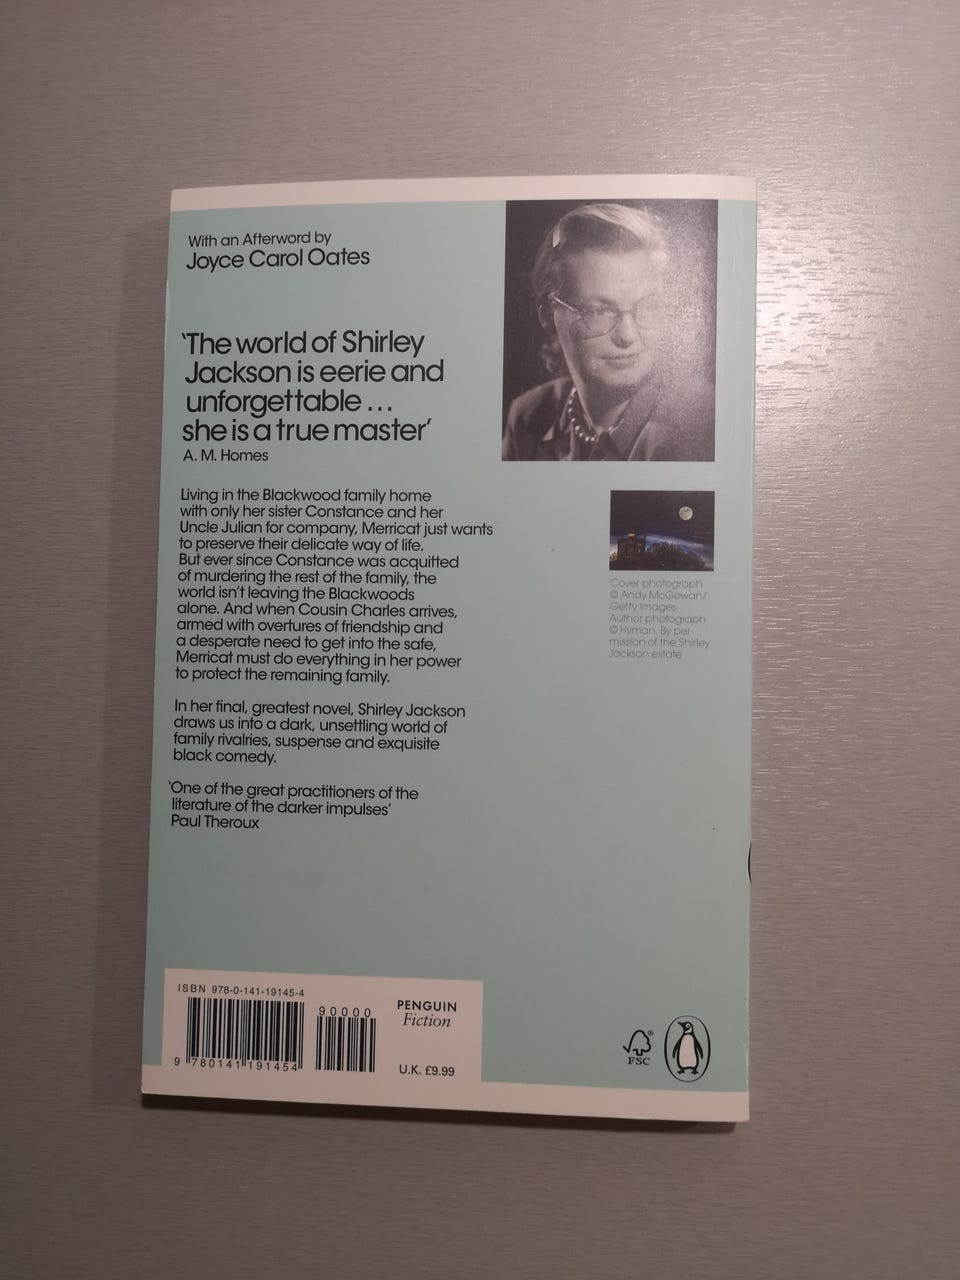 With an Afterword by
Joyce Carol Oates
‘The world of Shirley
Jackson is eerie and
unforgettable ...
she is a true master’
A. M. Homes
Living in the Blackwood family home
with only her sister Constance and her
Uncle Julian for company, Merricat just wants
to preserve their delicate way of life.
But ever since Constance was acquitted
of murdering the rest of the family, the
world isn’t leaving the Blackwoods
alone. And when Cousin Charles arrives,
armed with overtures of friendship and
a desperate need to get into the safe,
Merricat must do everything in her power
to protect the remaining family.
In her final, greatest novel, Shirley Jackson
draws us into a dark, unsettling world of
family rivalries, suspense and exquisite
black comedy.
‘One of the great practitioners of the
literature of the darker impulses’
Paul Theroux
Cover photograph
© Andy McGowan/
Getty Images.
Author photograph
© Hyman. By per-
mission of the Shirley
Jackson estate
ISBN 978-0-141-19145-4
90000
9 780141 191454
PENGUIN
Fiction
U.K. £9.99
FSC
®